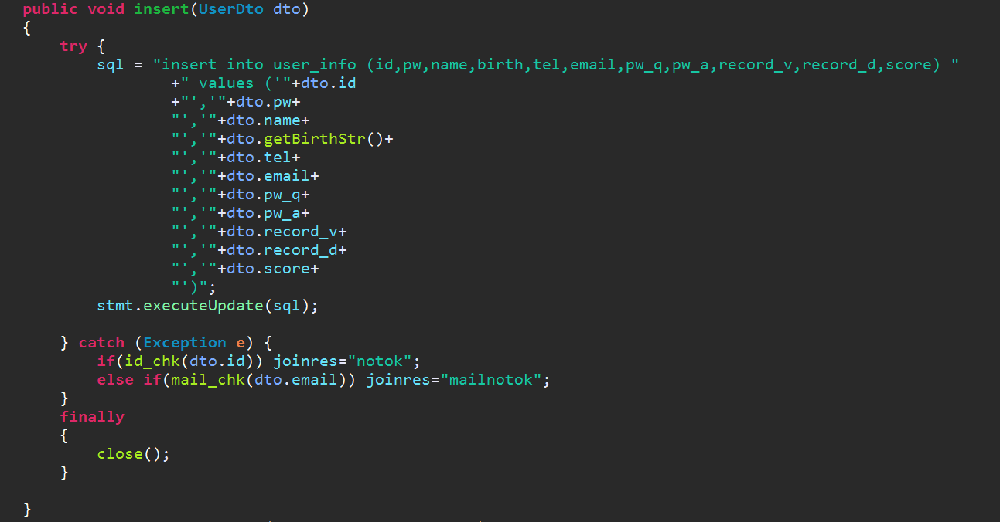 public void insert(UserDto dto)
{
try {
sql = "insert into user_info (id,pw,name,birth,tel,email,pw_q,pw_a,record_v,record_d,score) "
+" values ('"+dto.id
+"','"+dto.pw+
"','"+dto.name+
"','"+dto.getBirthStr()+
"','"+dto.tel+
"','"+dto.email+
"','"+dto.pw_q+
"','"+dto.pw_a+
"','"+dto.record_v+
"','"+dto.record_d+
"','"+dto.score+
"')";
stmt.executeUpdate(sql);
} catch (Exception e) {
if(id_chk(dto.id)) joinres="notok";
else if(mail_chk(dto.email)) joinres="mailnotok";
}
finally
{
close();
}
}